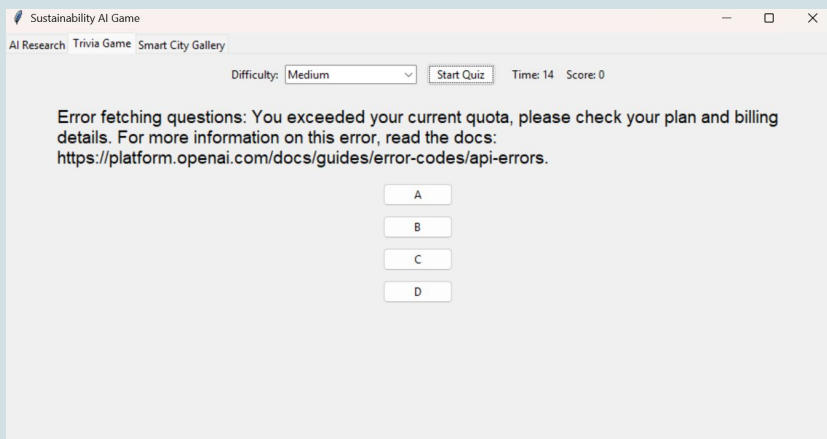 Sustainability AI Game
AI Research Trivia Game Smart City Gallery
Difficulty: Medium Start Quiz Time: 14 Score: 0
Error fetching questions: You exceeded your current quota, please check your plan and billing
details. For more information on this error, read the docs:
https://platform.openai.com/docs/guides/error-codes/api-errors.
A
B
C
D